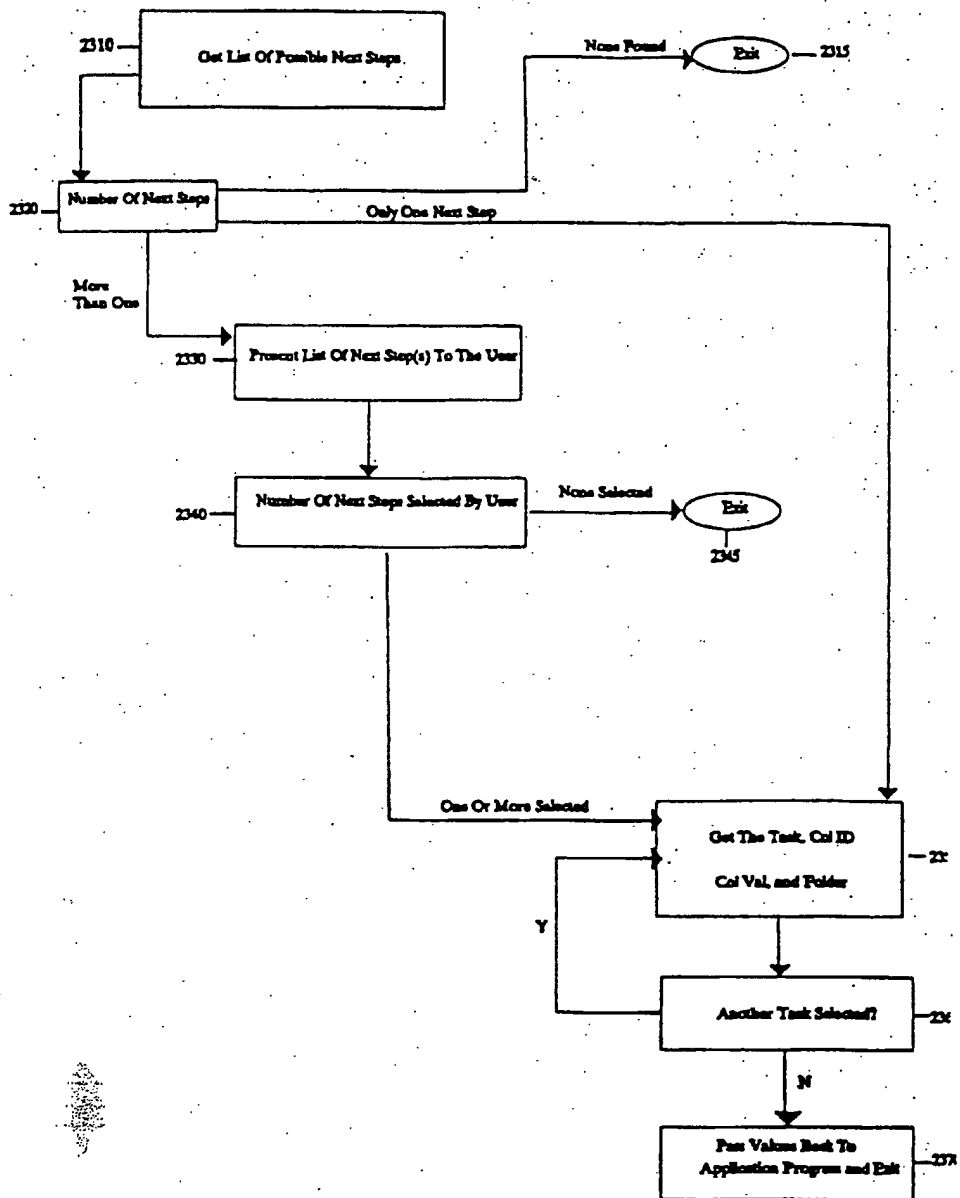 2310
Get List Of Possible Next Steps
None Found
Exit
2315
2320
Number Of Next Steps
Only One Next Step
More
Than One
2330
Present List Of Next Step(s) To The User
2340
Number Of Next Steps Selected By User
None Selected
Exit
2345
One Or More Selected
Get The Task, Col ID
Col Val, and Folder
Y
Another Task Selected?
N
Pass Values Back To
Application Program and Exit